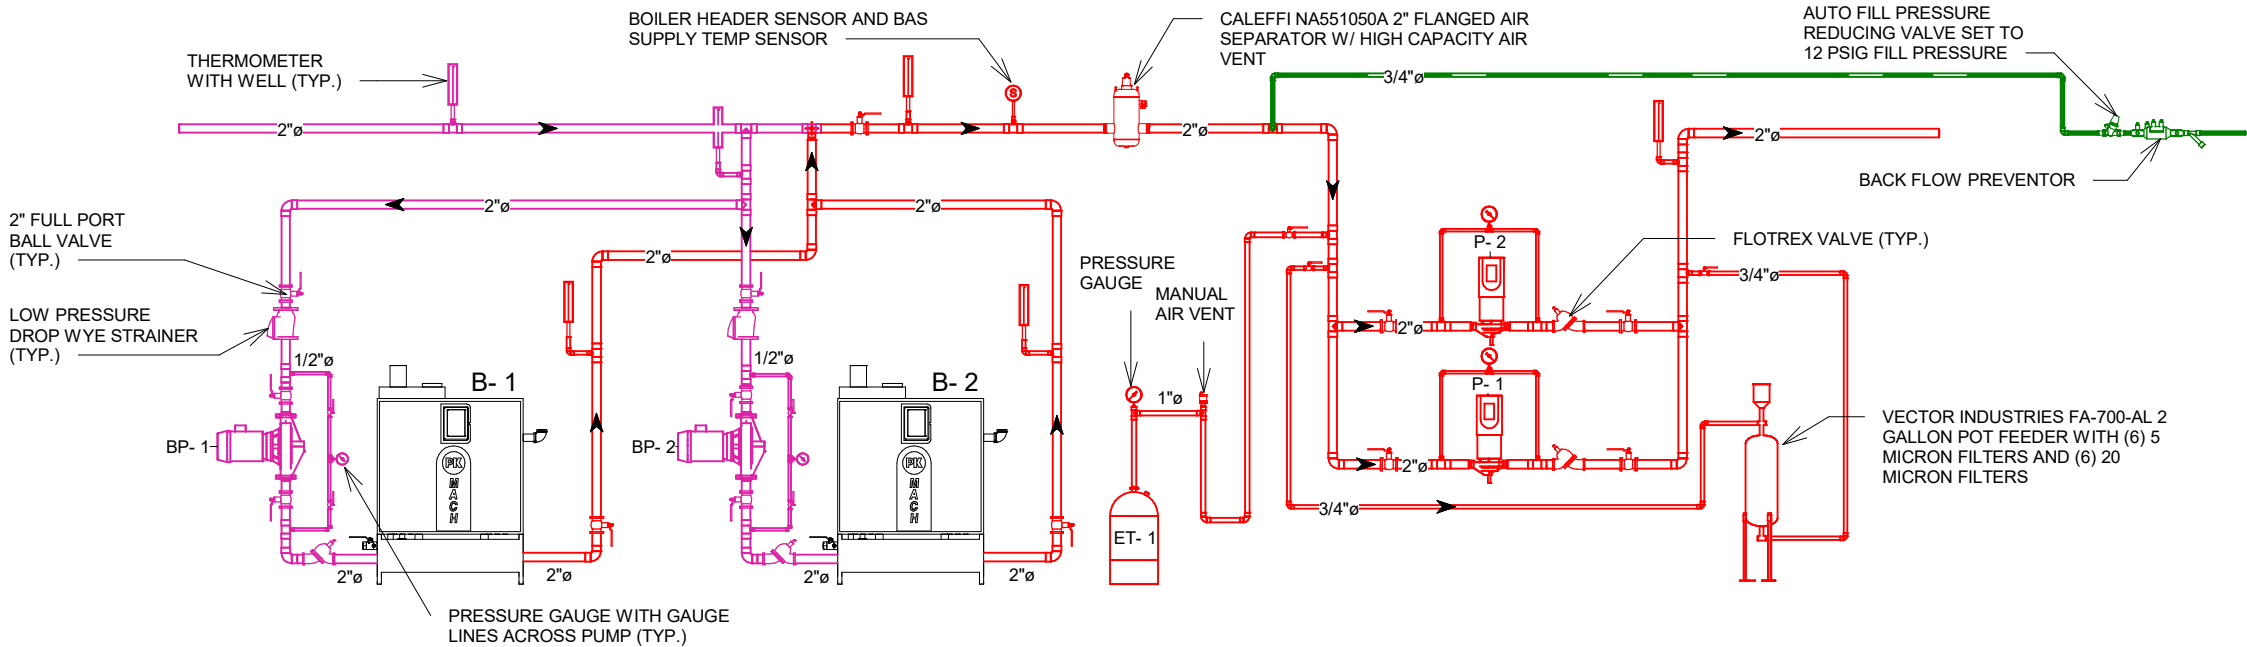 BOILER HEADER SENSOR AND BAS
SUPPLY TEMP SENSOR
CALEFFI NA551050A 2" FLANGED AIR
SEPARATOR W/ HIGH CAPACITY AIR
VENT
AUTO FILL PRESSURE
REDUCING VALVE SET TO
12 PSIG FILL PRESSURE
THERMOMETER
WITH WELL (TYP.)
3/4"ø
S
2"ø
2"ø
2"ø
BACK FLOW PREVENTOR
2" FULL PORT
BALL VALVE
(TYP.)
2"ø
2"ø
2"ø
P- 2
FLOTREX VALVE (TYP.)
PRESSURE
GAUGE
3/4"ø
MANUAL
AIR VENT
LOW PRESSURE
DROP WYE STRAINER
(TYP.)
2"ø
1/2"ø
1/2"ø
B- 1
B- 2
P- 1
1"ø
BP- 1
BP- 2
VECTOR INDUSTRIES FA-700-AL 2
GALLON POT FEEDER WITH (6) 5
MICRON FILTERS AND (6) 20
MICRON FILTERS
PK
MACH
PK
MACH
2"ø
3/4"ø
ET- 1
2"ø
2"ø
2"ø
2"ø
PRESSURE GAUGE WITH GAUGE
LINES ACROSS PUMP (TYP.)